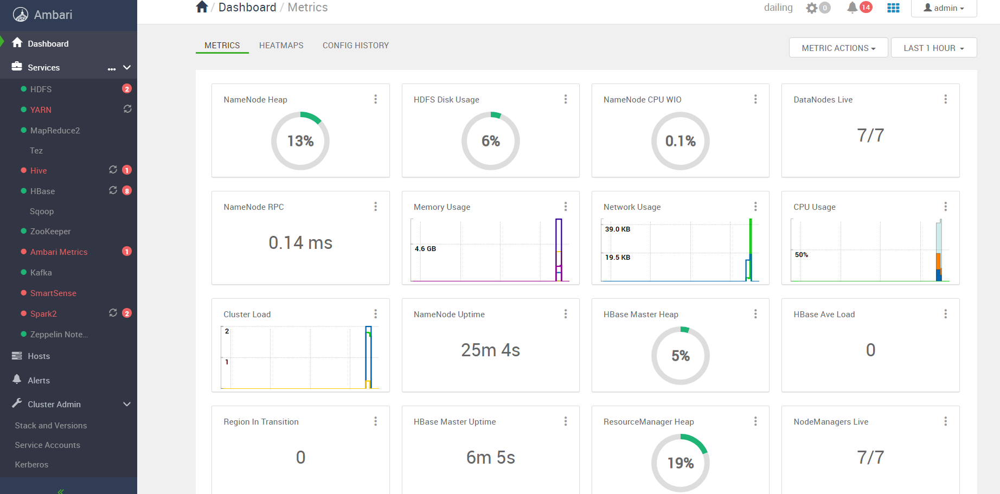 Ambari
Dashboard / Metrics
dailing
0
14
admin
Dashboard
Services
HDFS 2
YARN
MapReduce2
Tez
Hive 1
HBase 8
Sqoop
ZooKeeper
Ambari Metrics 1
Kafka
SmartSense
Spark2 2
Zeppelin Note...
Hosts
Alerts
Cluster Admin
Stack and Versions
Service Accounts
Kerberos
METRICS HEATMAPS CONFIG HISTORY
METRIC ACTIONS
LAST 1 HOUR
NameNode Heap
13%
HDFS Disk Usage
6%
NameNode CPU WIO
0.1%
DataNodes Live
7/7
NameNode RPC
0.14 ms
Memory Usage
4.6 GB
Network Usage
39.0 KB
19.5 KB
CPU Usage
50%
Cluster Load
2
1
NameNode Uptime
25m 4s
HBase Master Heap
5%
HBase Ave Load
0
Region In Transition
0
HBase Master Uptime
6m 5s
ResourceManager Heap
19%
NodeManagers Live
7/7